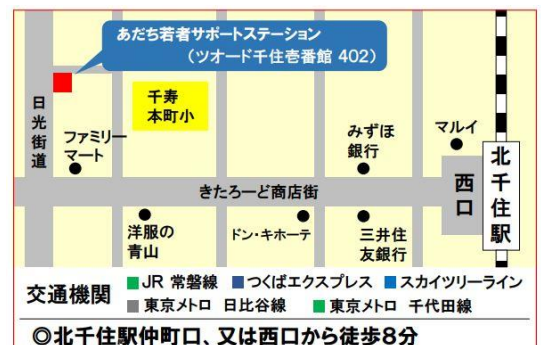 あだち若者サポートステーション
（ツオード千住壱番館 402）
日光街道
千寿
本町小
ファミリー
マート
みずほ
銀行
マルイ
北千住駅
西口
きたろーど商店街
洋服の
青山
ドン・キホーテ
三井住
友銀行
交通機関
JR 常磐線 つくばエクスプレス スカイツリーライン
東京メトロ 日比谷線 東京メトロ 千代田線
◎北千住駅仲町口、又は西口から徒歩8分